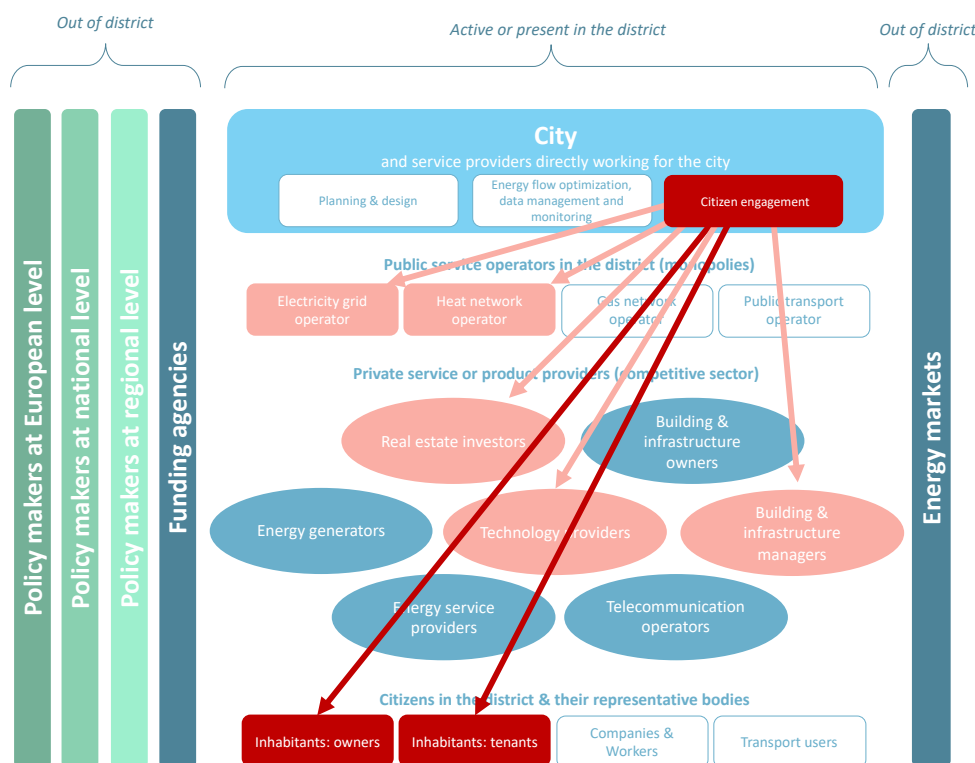 Out of district
Active or present in the district
Out of district
Policy makers at European level
Policy makers at national level
Policy makers at regional level
Funding agencies
City
and service providers directly working for the city
Planning & design
Energy flow optimization,
data management and
monitoring
Citizen engagement
Public service operators in the district (monopolies)
Electricity grid
operator
Heat network
operator
Gas network
operator
Public transport
operator
Private service or product providers (competitive sector)
Real estate investors
Building &
infrastructure
owners
Energy generators
Technology providers
Building &
infrastructure
managers
Energy service
providers
Telecommunication
operators
Citizens in the district & their representative bodies
Inhabitants: owners
Inhabitants: tenants
Companies &
Workers
Transport users
Energy markets